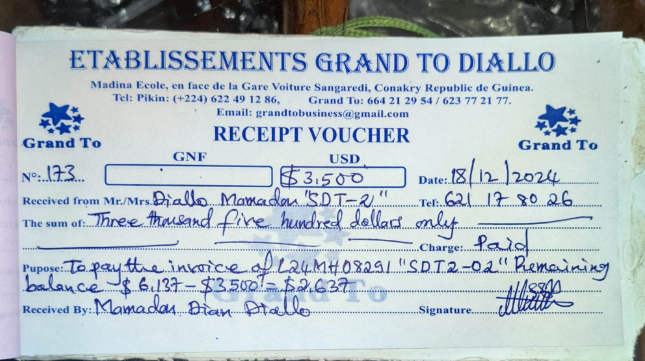 ETABLISSEMENTS GRAND TO DIALLO
Madina Ecole, en face de la Gare Voiture Sangaredi, Conakry Republic de Guinea.
Tel: Pikin: (+224) 622 49 12 86, Grand To: 664 21 29 54 / 623 77 21 77.
Email: grandtobusiness@gmail.com
Grand To
RECEIPT VOUCHER
Grand To
GNF USD
No: 173 $3,500 Date: 18/12/2024
Received from Mr./Mrs. Diallo Mamadou "SDT-2" Tel: 621 17 80 26
The sum of: Three thousand five hundred dollars only
Charge: Paid
Pupose: To pay the invoice of L24MH08291 "SDT2-02" Remaining
balance → $6,137 - $3500 = $2,637
Grand To
Received By: Mamadou Dian Diallo Signature